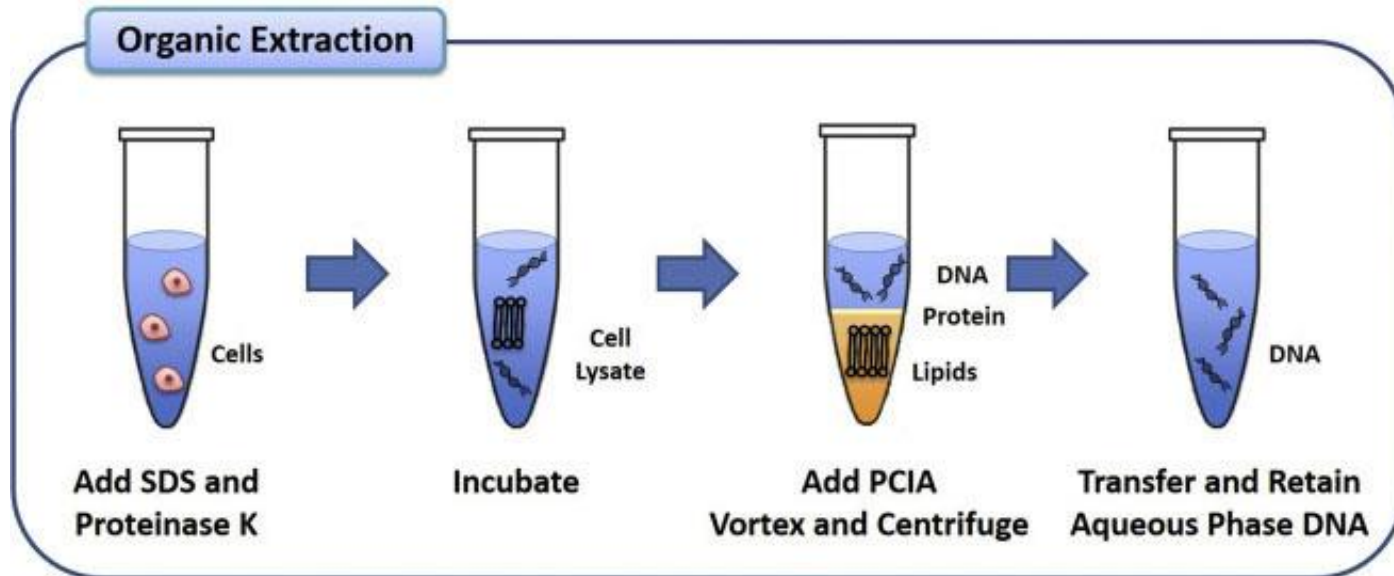 Organic Extraction
Cells
Cell
Lysate
DNA
Protein
Lipids
DNA
Add SDS and
Proteinase K
Incubate
Add PCIA
Vortex and Centrifuge
Transfer and Retain
Aqueous Phase DNA